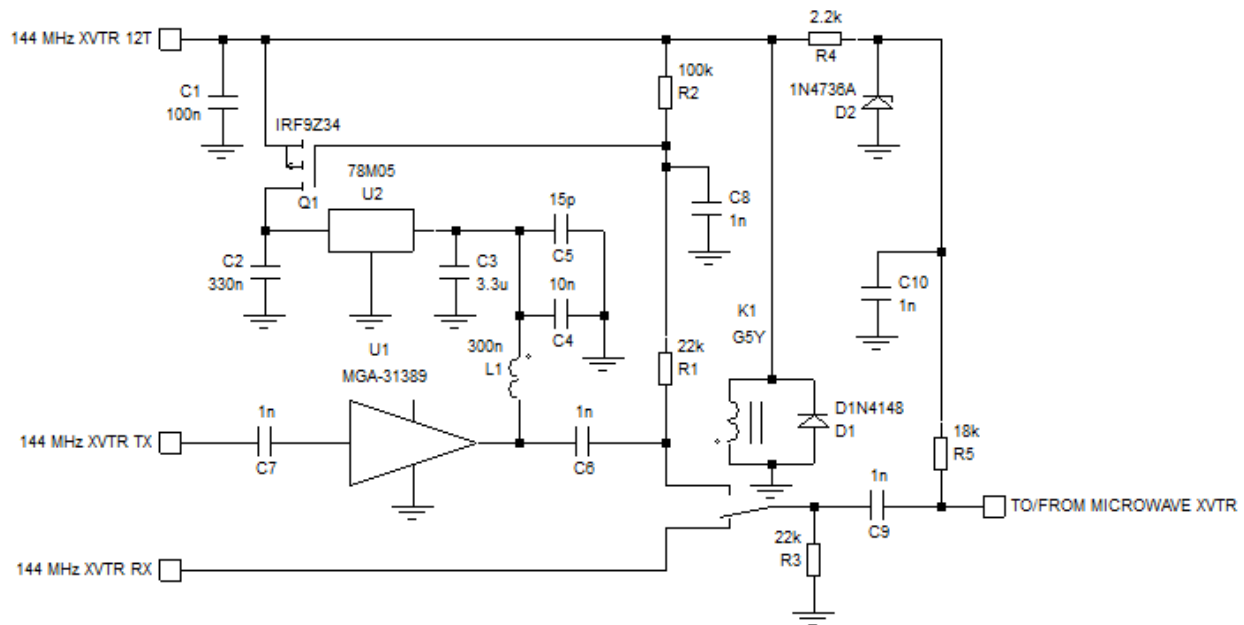 144 MHz XVTR 12T
2.2k
R4
C1
100n
100k
R2
1N4736A
D2
IRF9Z34
Q1
78M05
U2
C8
1n
15p
C5
C2
330n
C3
3.3u
10n
C4
C10
1n
K1
G5Y
300n
L1
22k
R1
U1
MGA-31389
D1N4148
D1
144 MHz XVTR TX
1n
C7
1n
C6
18k
R5
1n
C9
TO/FROM MICROWAVE XVTR
22k
R3
144 MHz XVTR RX